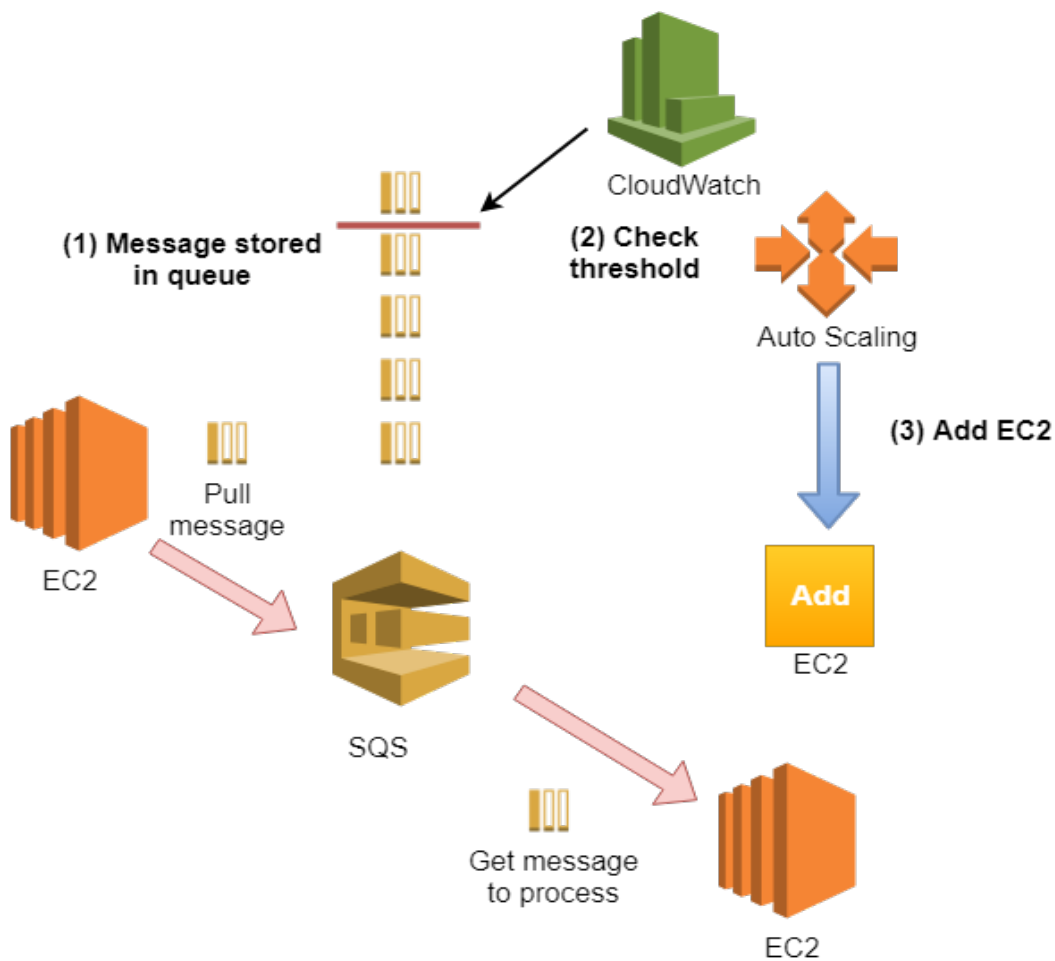 CloudWatch
(1) Message stored
in queue
(2) Check
threshold
Auto Scaling
(3) Add EC2
Pull
message
EC2
Add
EC2
SQS
Get message
to process
EC2